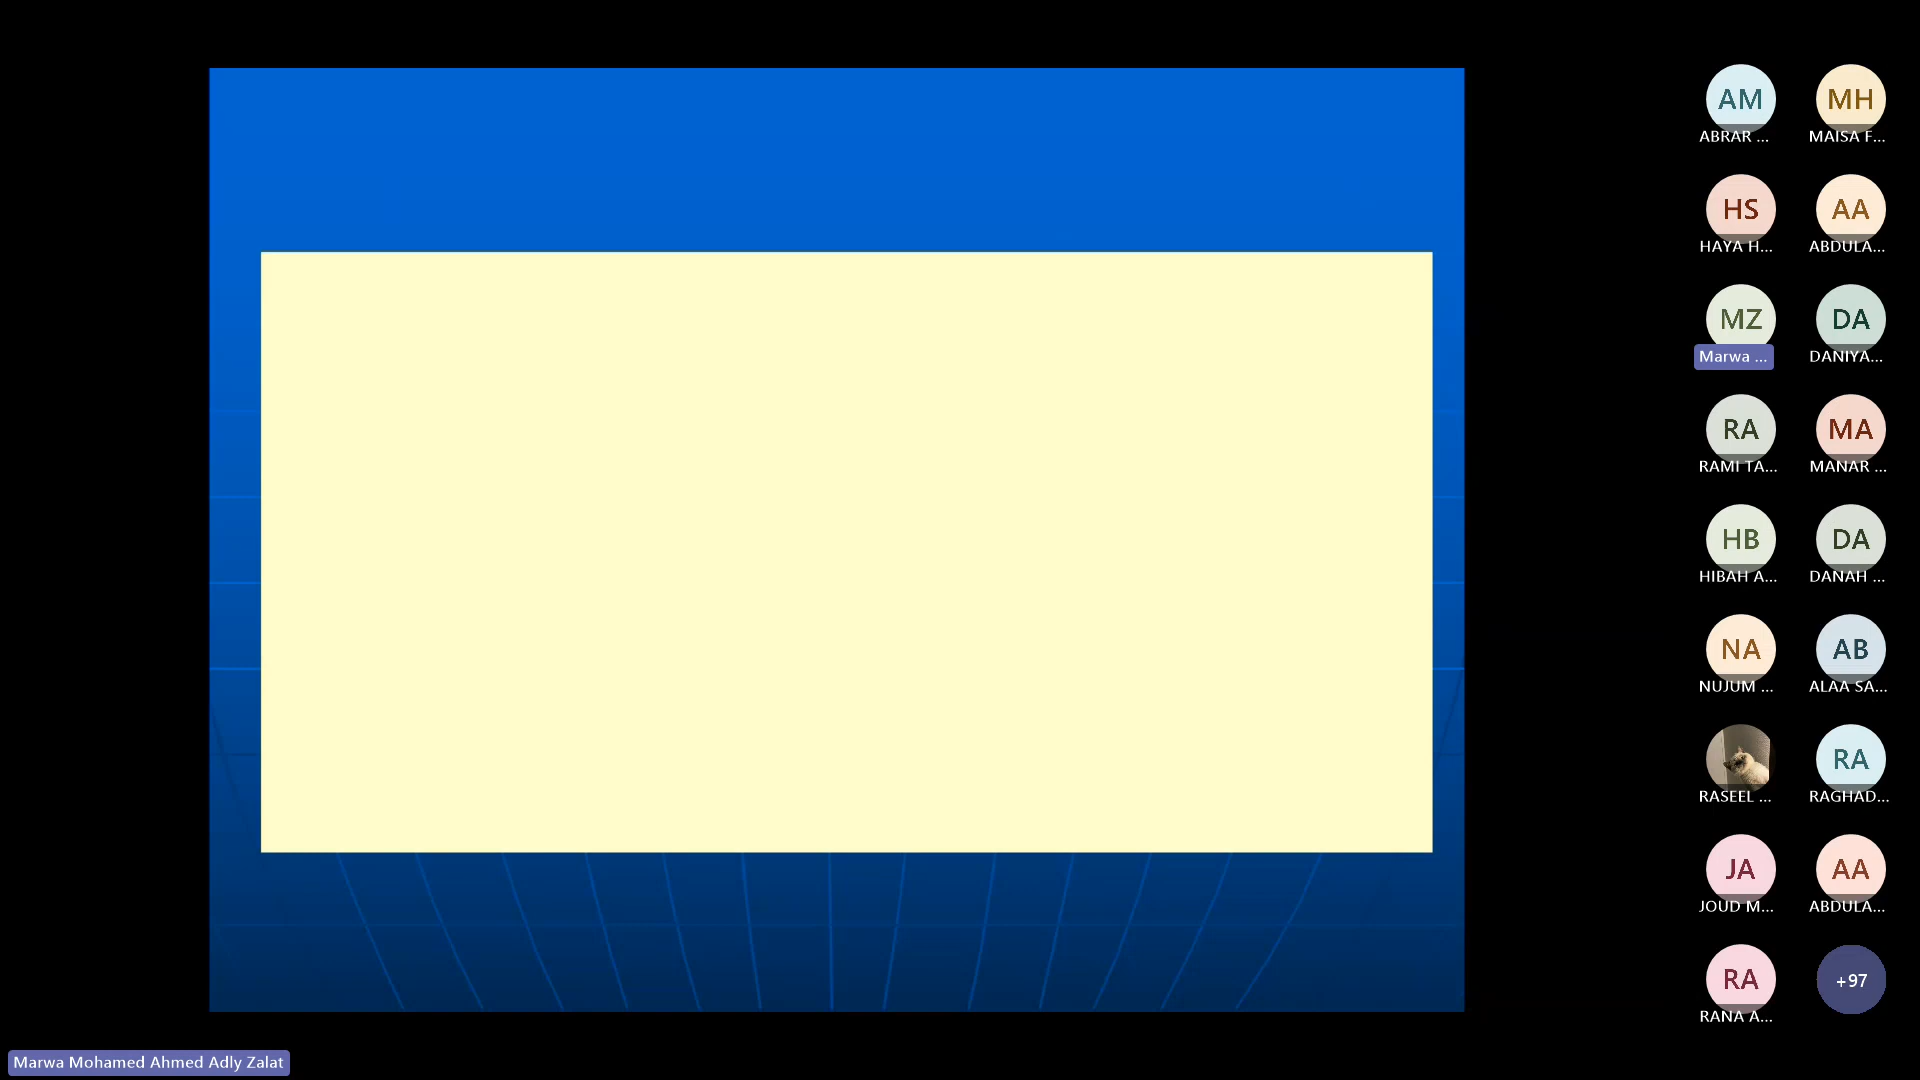 AM
MH
ABRAR ...
MAISA F...
HS
AA
HAYA H...
ABDULA...
MZ
DA
Marwa ...
DANIYA...
RA
MA
RAMI TA...
MANAR ...
HB
DA
HIBAH A...
DANAH ...
NA
AB
NUJUM ...
ALAA SA...
RA
RASEEL ...
RAGHAD...
JA
AA
JOUD M...
ABDULA...
RA
+97
RANA A...
Marwa Mohamed Ahmed Adly Zalat